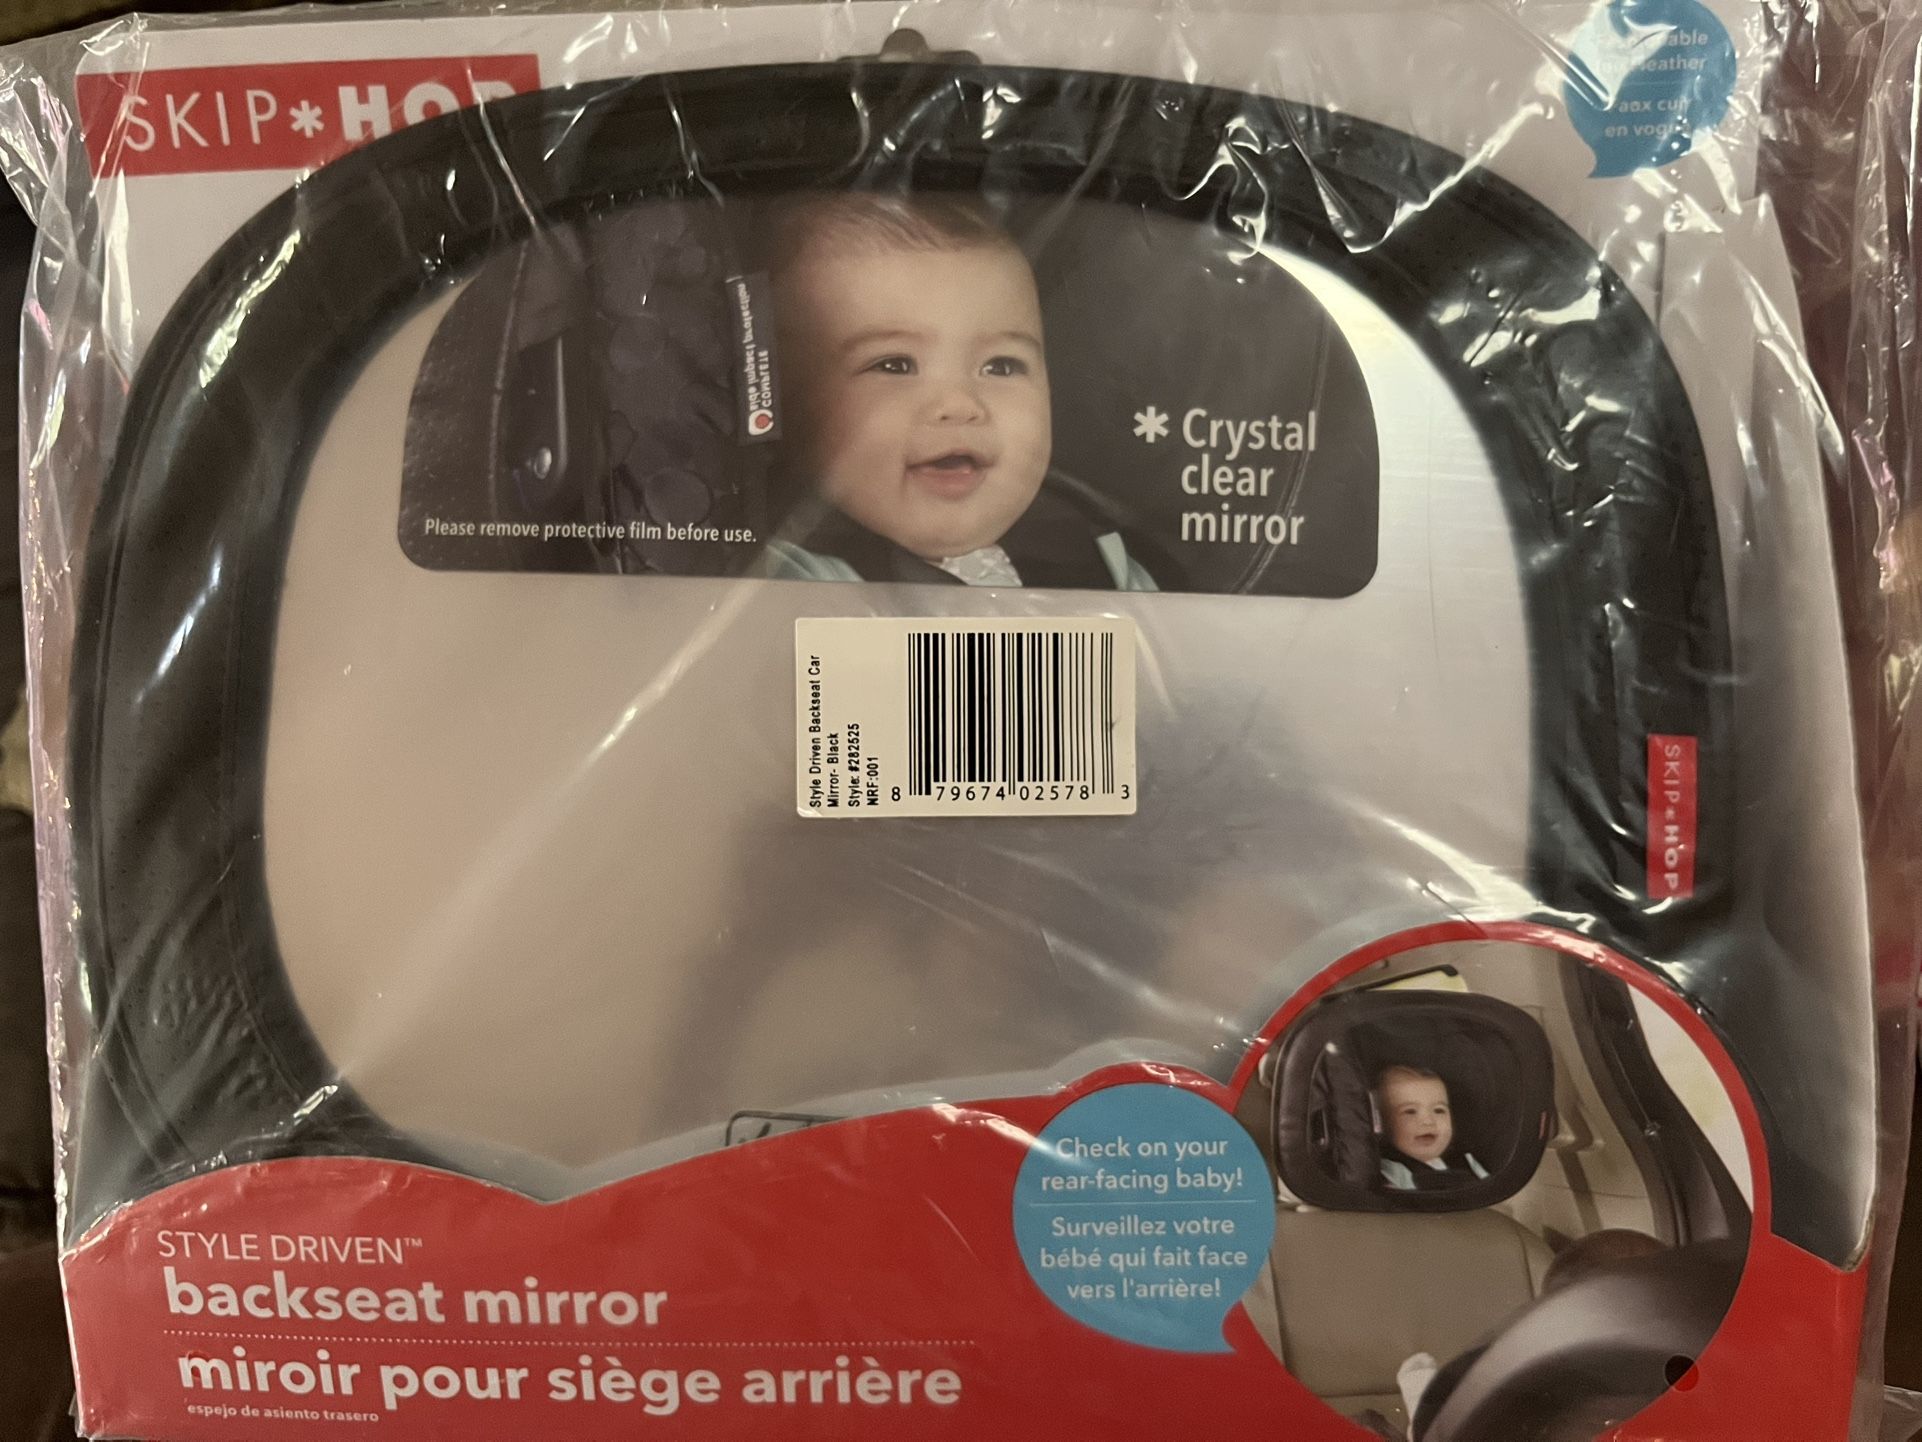 SKIP*HOP
en vogue
Please remove protective film before use.
* Crystal
clear
mirror
Style Driven Backseat Car
Mirror- Black
Style: #282525
NRF:001
8 79674 02578 3
SKIP*HOP
Check on your
rear-facing baby!
Surveillez votre
bébé qui fait face
vers l'arrière!
STYLE DRIVEN™
backseat mirror
miroir pour siège arrière
espejo de asiento trasero